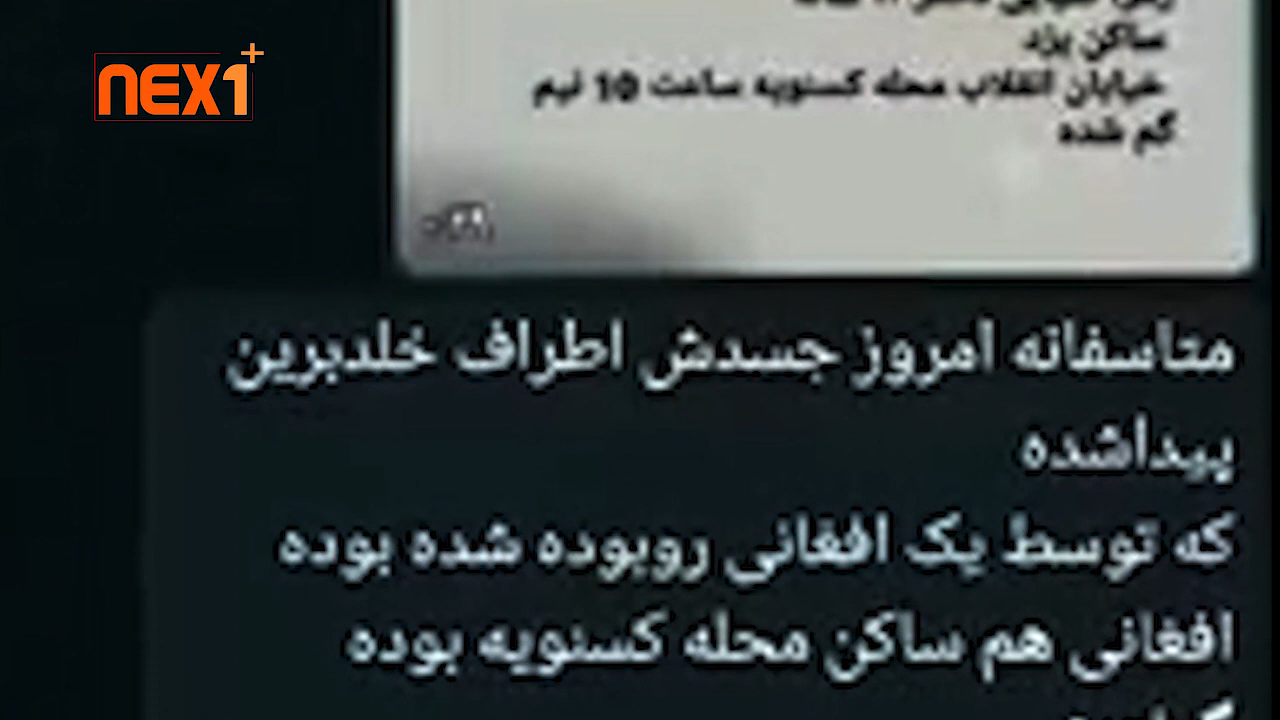 NEX1+
ساکن یزد
خیابان انقلاب محله کسنویه ساعت 10 نیم
گم شده
متاسفانه امروز جسدش اطراف خلدبرین
پیداشده
که توسط یک افغانی روبوده شده بوده
افغانی هم ساکن محله کسنویه بوده